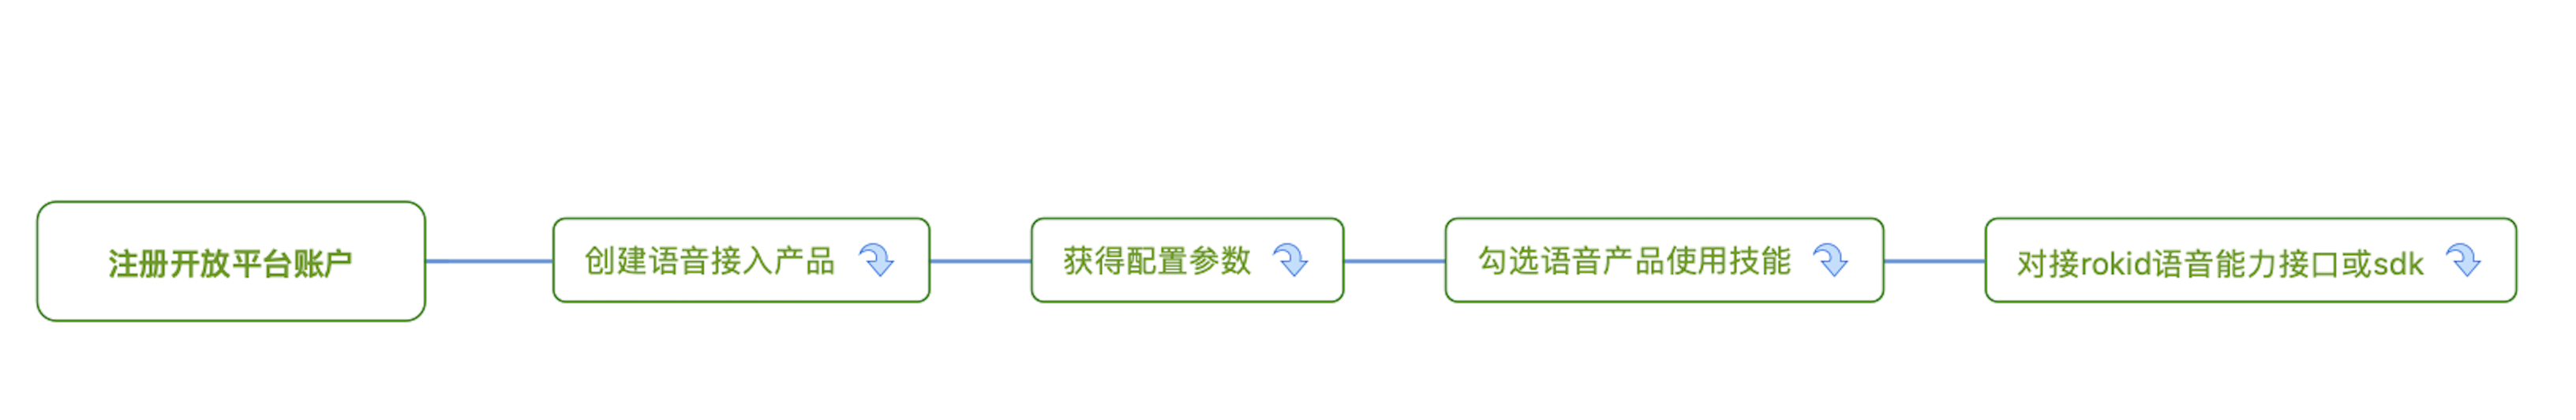 注册开放平台账户
创建语音接入产品
获得配置参数
勾选语音产品使用技能
对接rokid语音能力接口或sdk